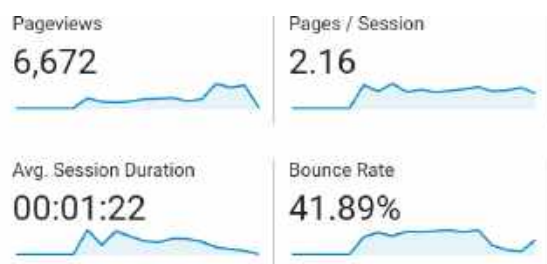 Pageviews
6,672
Pages / Session
2.16
Avg. Session Duration
00:01:22
Bounce Rate
41.89%